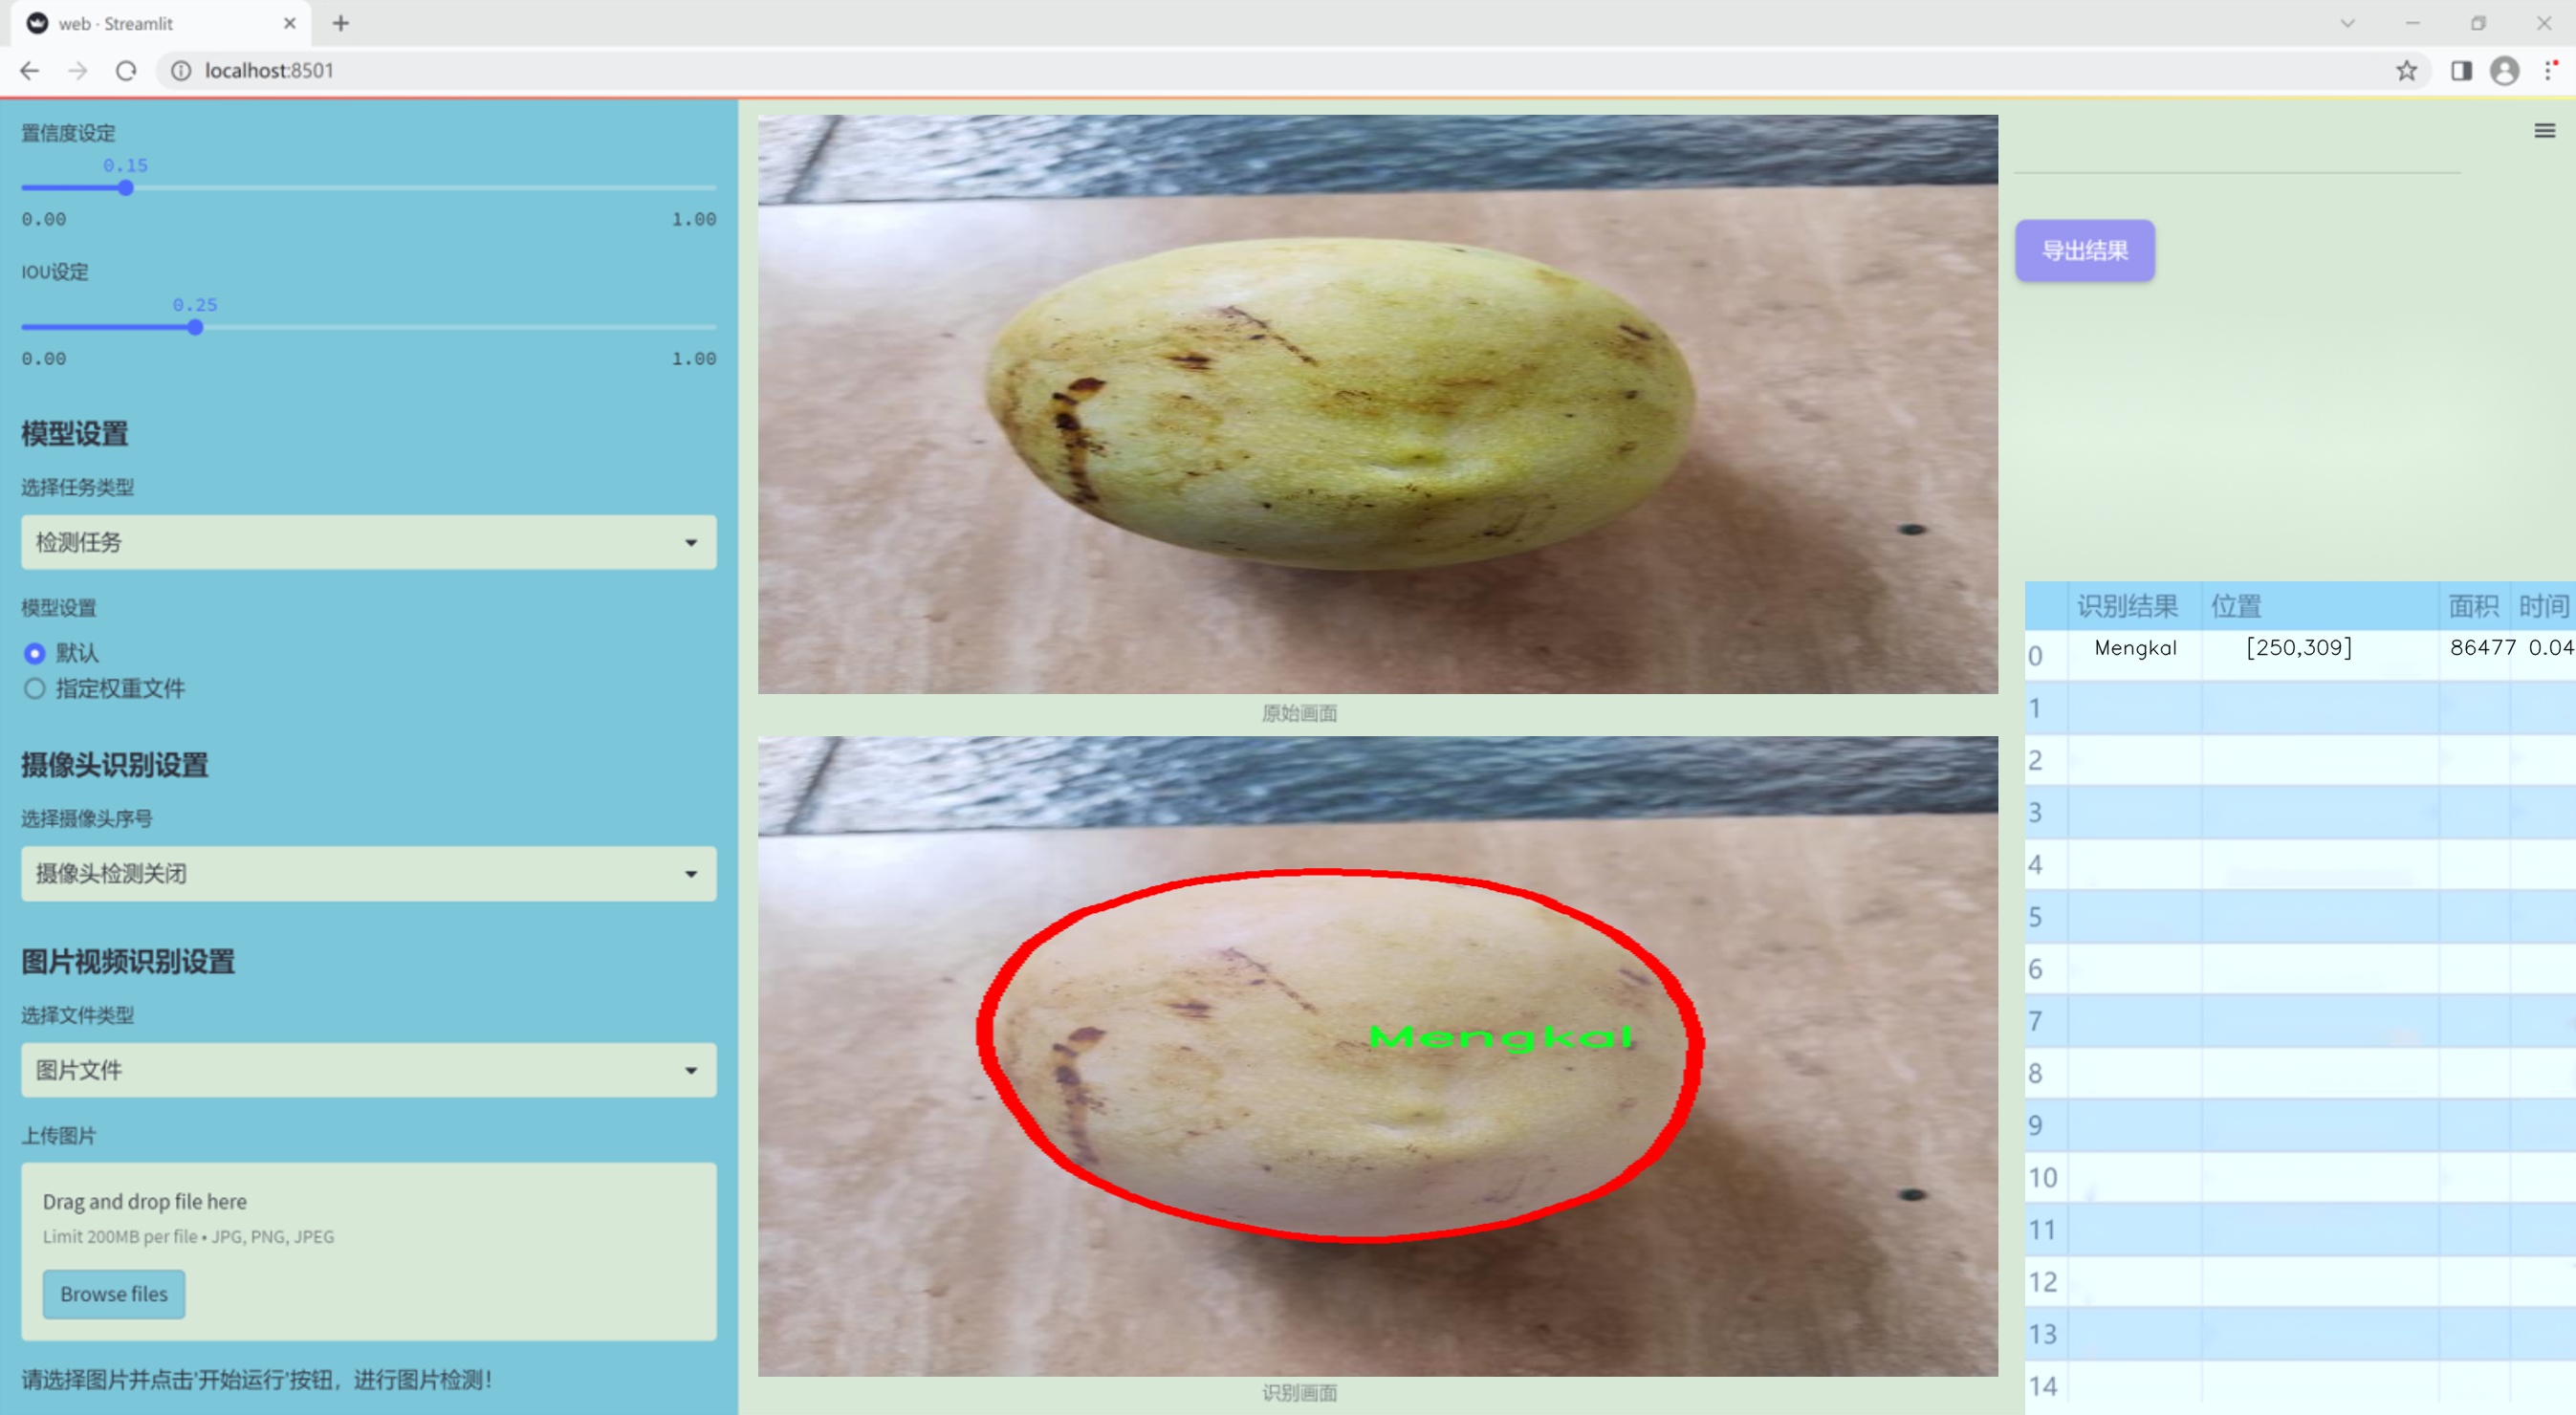 web · Streamlit
localhost:8501
置信度设定
0.15
0.00 1.00
IOU设定
0.25
0.00 1.00
模型设置
选择任务类型
检测任务
模型设置
默认
指定权重文件
摄像头识别设置
选择摄像头序号
摄像头检测关闭
图片视频识别设置
选择文件类型
图片文件
上传图片
Drag and drop file here
Limit 200MB per file • JPG, PNG, JPEG
Browse files
请选择图片并点击'开始运行'按钮，进行图片检测！
原始画面
Mengkal
识别画面
导出结果
识别结果 位置 面积 时间
0 Mengkal [250,309] 86477 0.04
1
2
3
4
5
6
7
8
9
10
11
12
13
14